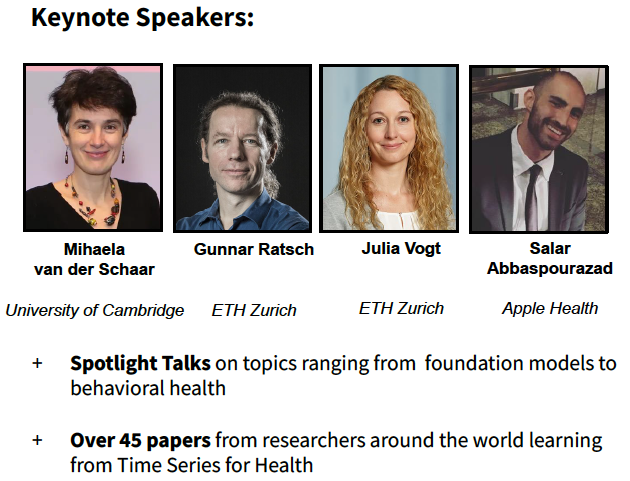 Keynote Speakers:
Mihaela
van der Schaar
University of Cambridge
Gunnar Ratsch
ETH Zurich
Julia Vogt
ETH Zurich
Salar
Abbaspourazad
Apple Health
+ Spotlight Talks on topics ranging from foundation models to
behavioral health
+ Over 45 papers from researchers around the world learning
from Time Series for Health